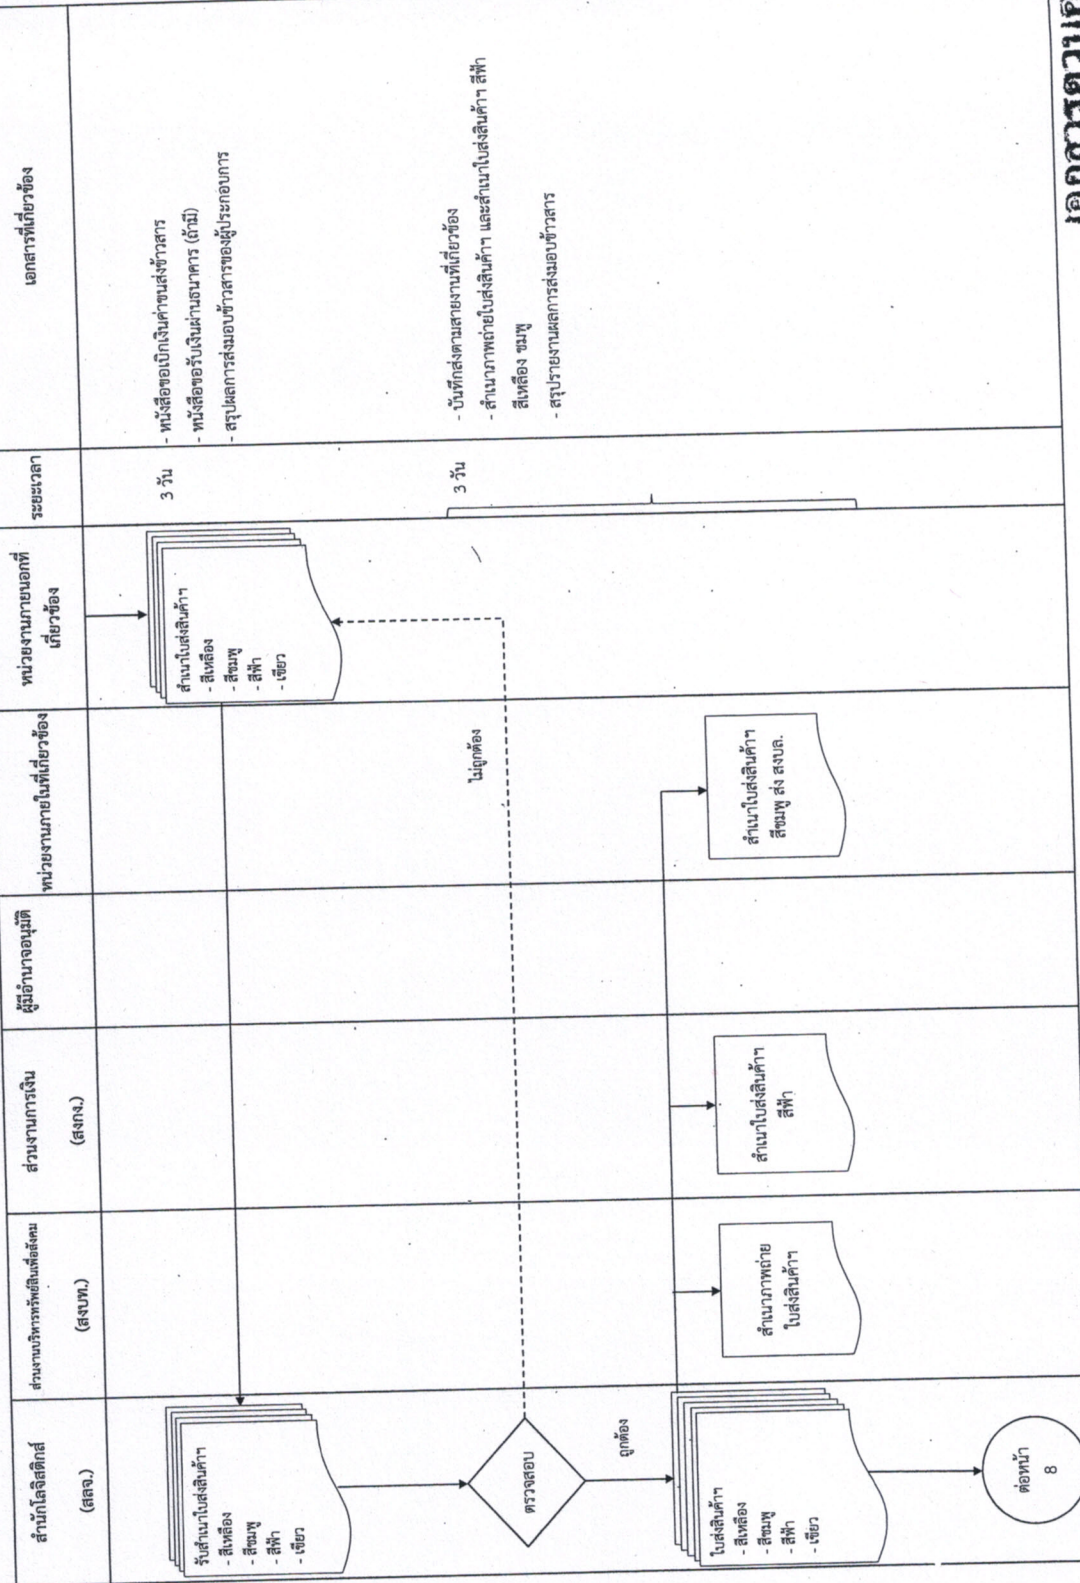 สำนักโลจิสติกส์
(สลจ.)
ส่วนงานบริหารทรัพย์สินเพื่อสังคม
(สงบท.)
ส่วนงานการเงิน
(สงกง.)
ผู้มีอำนาจอนุมัติ
หน่วยงานภายในที่เกี่ยวข้อง
หน่วยงานภายนอกที่
เกี่ยวข้อง
ระยะเวลา
เอกสารที่เกี่ยวข้อง
รับสำเนาใบส่งสินค้าฯ
- สีเหลือง
- สีชมพู
- สีฟ้า
- เขียว
สำเนาใบส่งสินค้าฯ
- สีเหลือง
- สีชมพู
- สีฟ้า
- เขียว
3 วัน
- หนังสือขอเบิกเงินค่าขนส่งข้าวสาร
- หนังสือขอรับเงินผ่านธนาคาร (ถ้ามี)
- สรุปผลการส่งมอบข้าวสารของผู้ประกอบการ
ตรวจสอบ
ไม่ถูกต้อง
3 วัน
- บันทึกส่งตามสายงานที่เกี่ยวข้อง
- สำเนาภาพถ่ายใบส่งสินค้าฯ และสำเนาใบส่งสินค้าฯ สีฟ้า
สีเหลือง ชมพู
- สรุปรายงานผลการส่งมอบข้าวสาร
ถูกต้อง
ใบส่งสินค้าฯ
- สีเหลือง
- สีชมพู
- สีฟ้า
- เขียว
สำเนาภาพถ่าย
ใบส่งสินค้าฯ
สำเนาใบส่งสินค้าฯ
สีฟ้า
สำเนาใบส่งสินค้าฯ
สีชมพู ส่ง สงบล.
ต่อหน้า
8